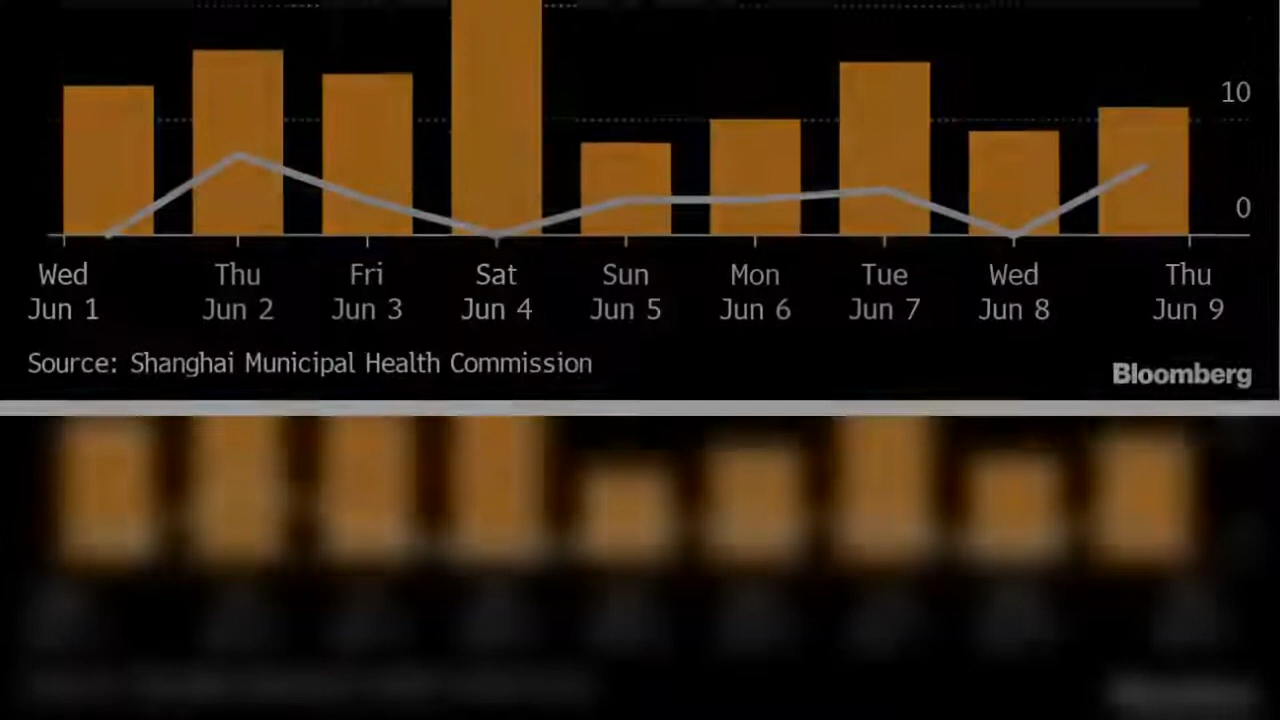 10
0
Wed Thu Fri Sat Sun Mon Tue Wed Thu
Jun 1 Jun 2 Jun 3 Jun 4 Jun 5 Jun 6 Jun 7 Jun 8 Jun 9
Source: Shanghai Municipal Health Commission
Bloomberg